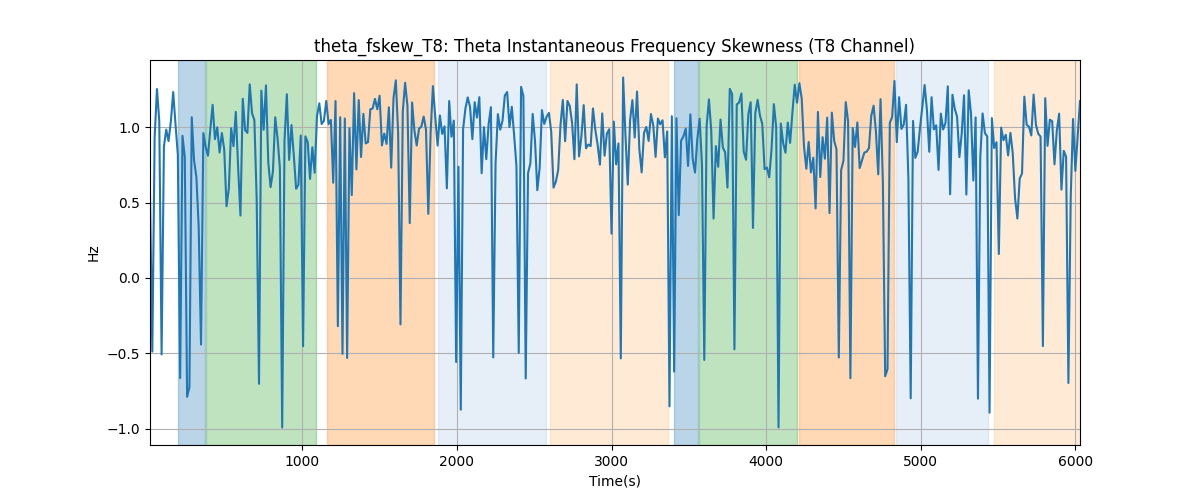 theta_fskew_T8: Theta Instantaneous Frequency Skewness (T8 Channel)
1.0
0.5
0.0
−0.5
−1.0
Hz
1000 2000 3000 4000 5000 6000
Time(s)